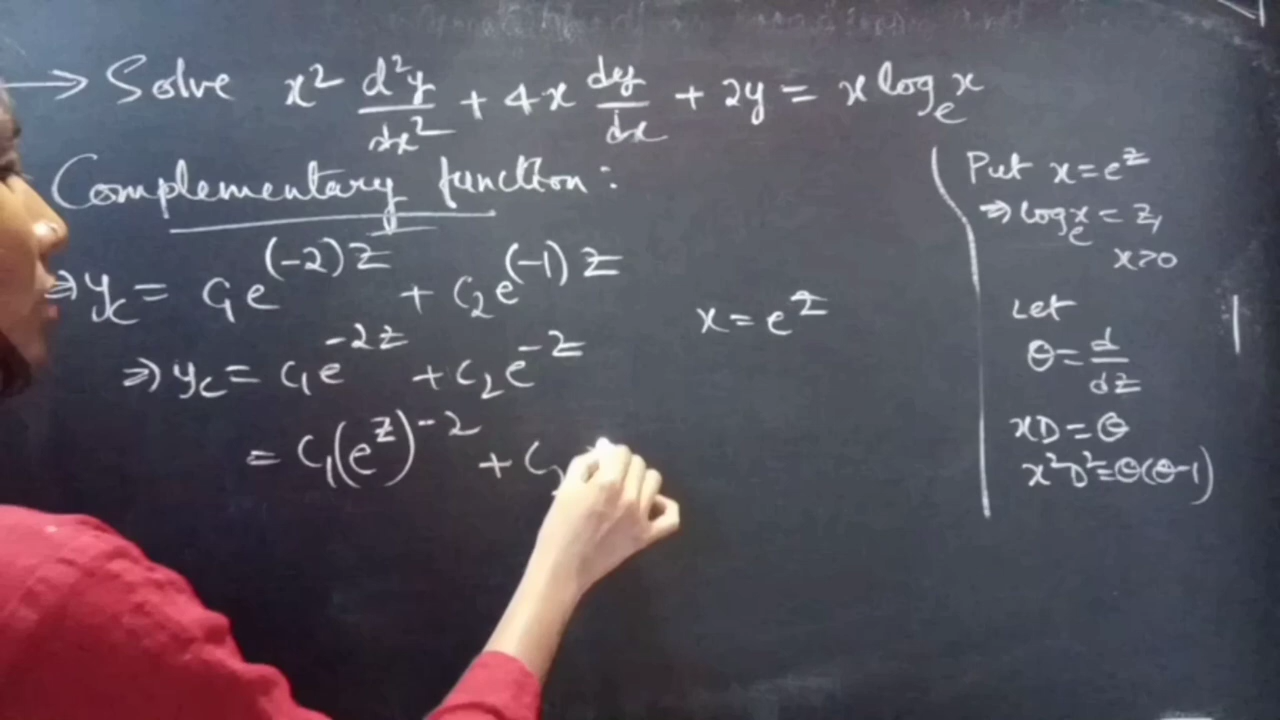 → Solve x² d²y/dx² + 4x dy/dx + 2y = x logₑx
Complementary function:
⇒ y_c = C₁e^(-2)z + C₂e^(-1)z
⇒ y_c = C₁e^-2z + C₂e^-z
= C₁(e^z)^-2 + C₂
x = e^z
Put x = e^z
⇒ logₑx = z,
x>0
Let
θ = d/dz
xD = θ
x²D² = θ(θ-1)